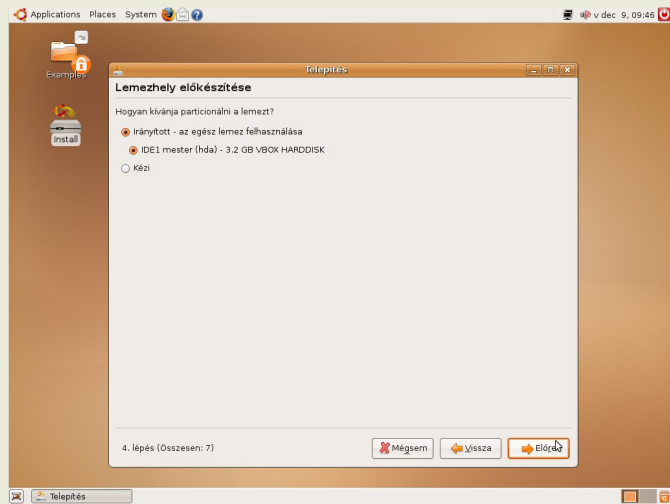 Applications Places System
v dec 9, 09:46
Examples
Install
Telepítés
Lemezhely előkészítése
Hogyan kívánja particionálni a lemezt?
Irányított - az egész lemez felhasználása
IDE1 mester (hda) - 3.2 GB VBOX HARDDISK
Kézi
4. lépés (Összesen: 7)
Mégsem
Vissza
Előre
Telepítés